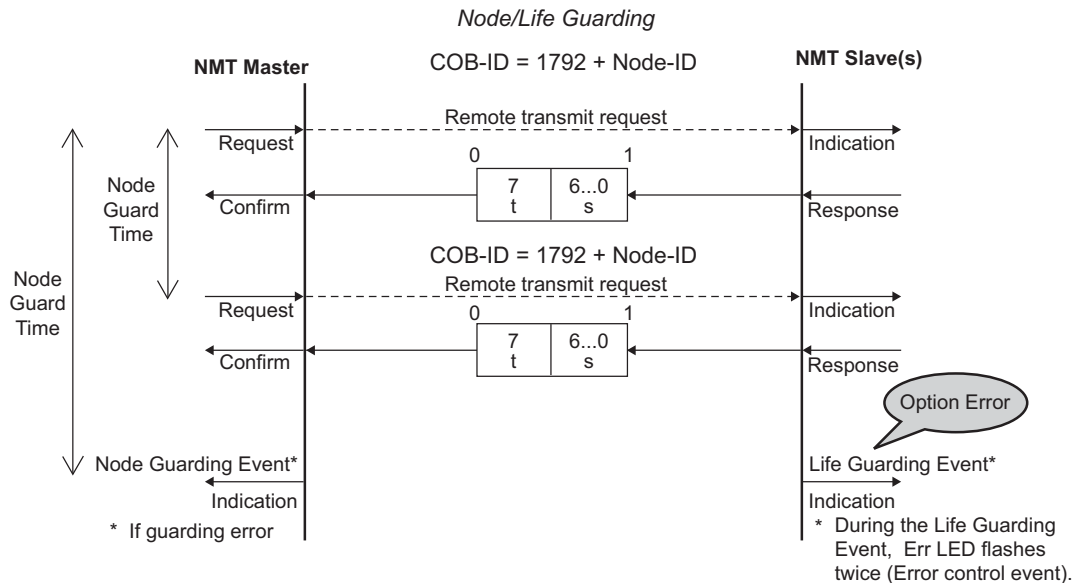 Node/Life Guarding
NMT Master
COB-ID = 1792 + Node-ID
NMT Slave(s)
Remote transmit request
Request
Indication
0 1
7 6...0
t s
Confirm
Response
Node
Guard
Time
COB-ID = 1792 + Node-ID
Remote transmit request
Node
Guard
Time
Request
Indication
0 1
7 6...0
t s
Confirm
Response
Option Error
Node Guarding Event*
Life Guarding Event*
Indication
Indication
* If guarding error
* During the Life Guarding
Event, Err LED flashes
twice (Error control event).